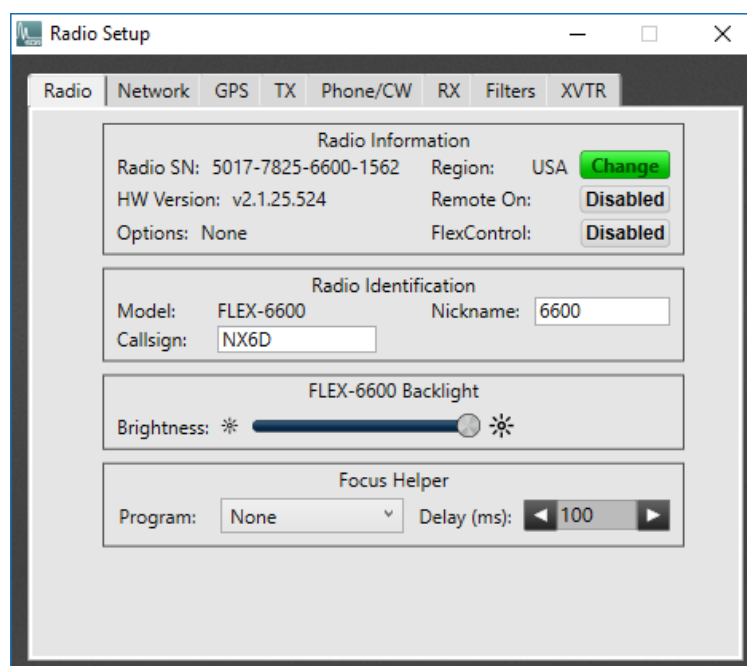 Radio Setup
Radio Network GPS TX Phone/CW RX Filters XVTR
Radio Information
Radio SN: 5017-7825-6600-1562 Region: USA Change
HW Version: v2.1.25.524 Remote On: Disabled
Options: None FlexControl: Disabled
Radio Identification
Model: FLEX-6600 Nickname: 6600
Callsign: NX6D
FLEX-6600 Backlight
Brightness:
Focus Helper
Program: None Delay (ms): 100